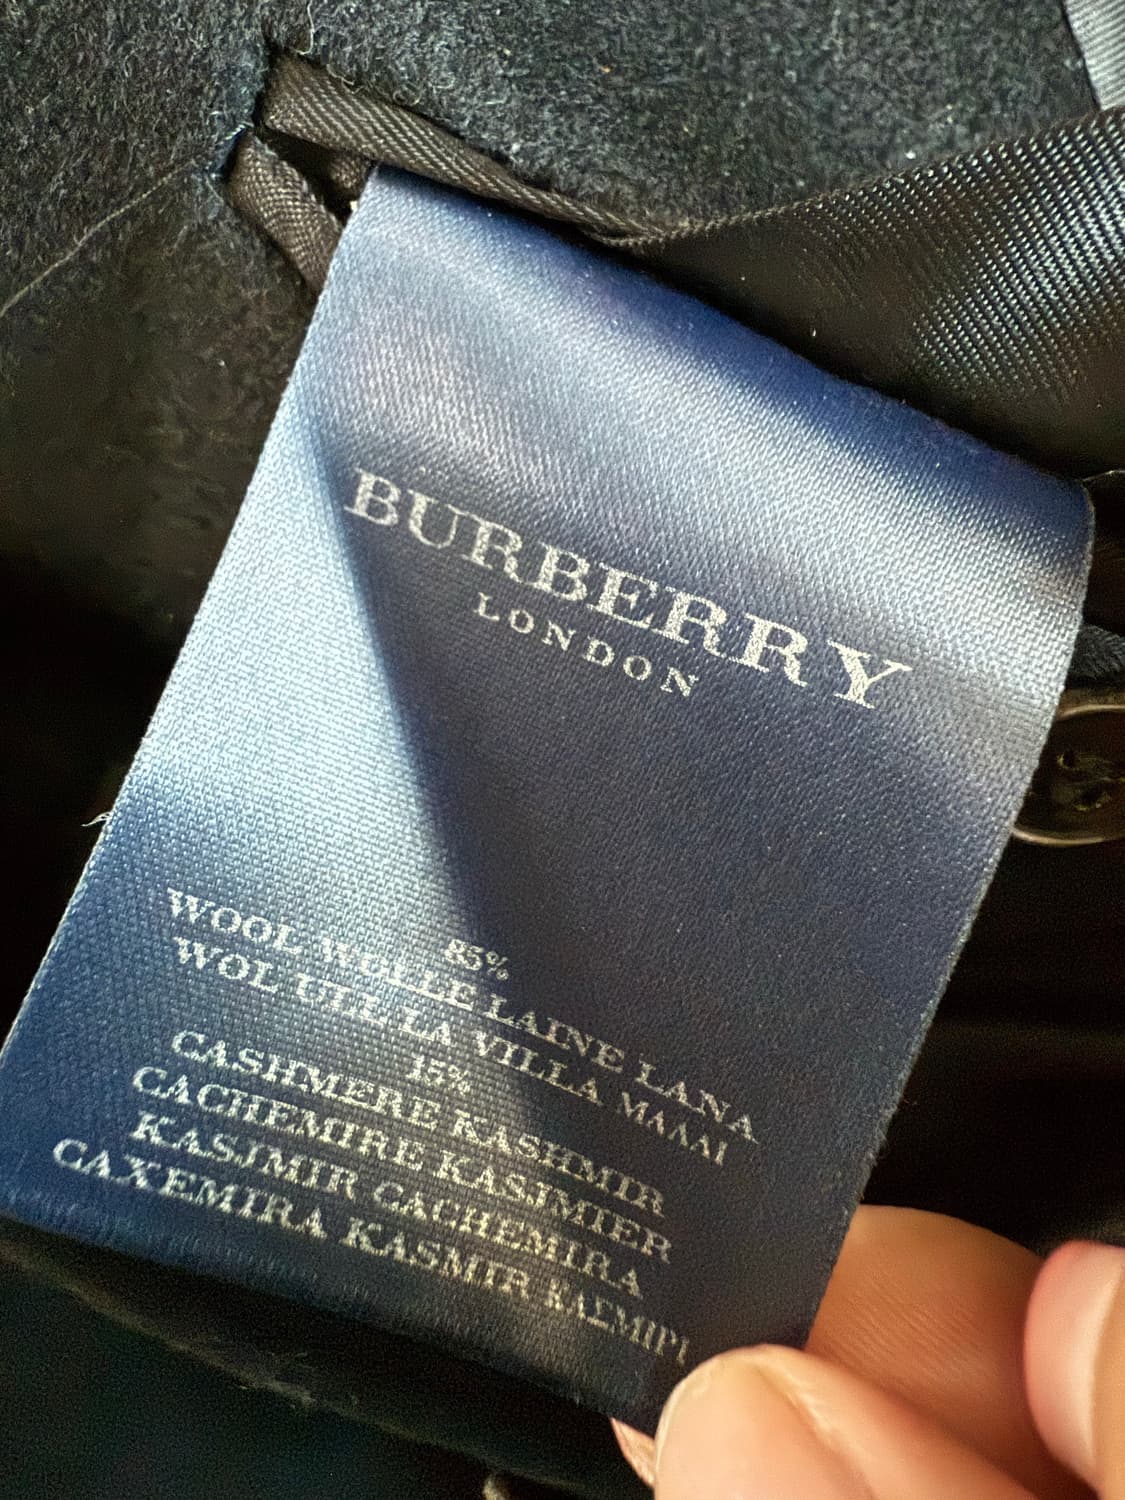 BURBERRY
LONDON
85%
WOOL WOLLE LAINE LANA
WOL ULL LA VILLA ΜΑΛΛΙ
15%
CASHMERE KASHMIR
CACHEMIRE KASJMIER
KASJMIR CACHEMIRA
CAXEMIRA KASMIR ΚΑΣΜΙΡΙ